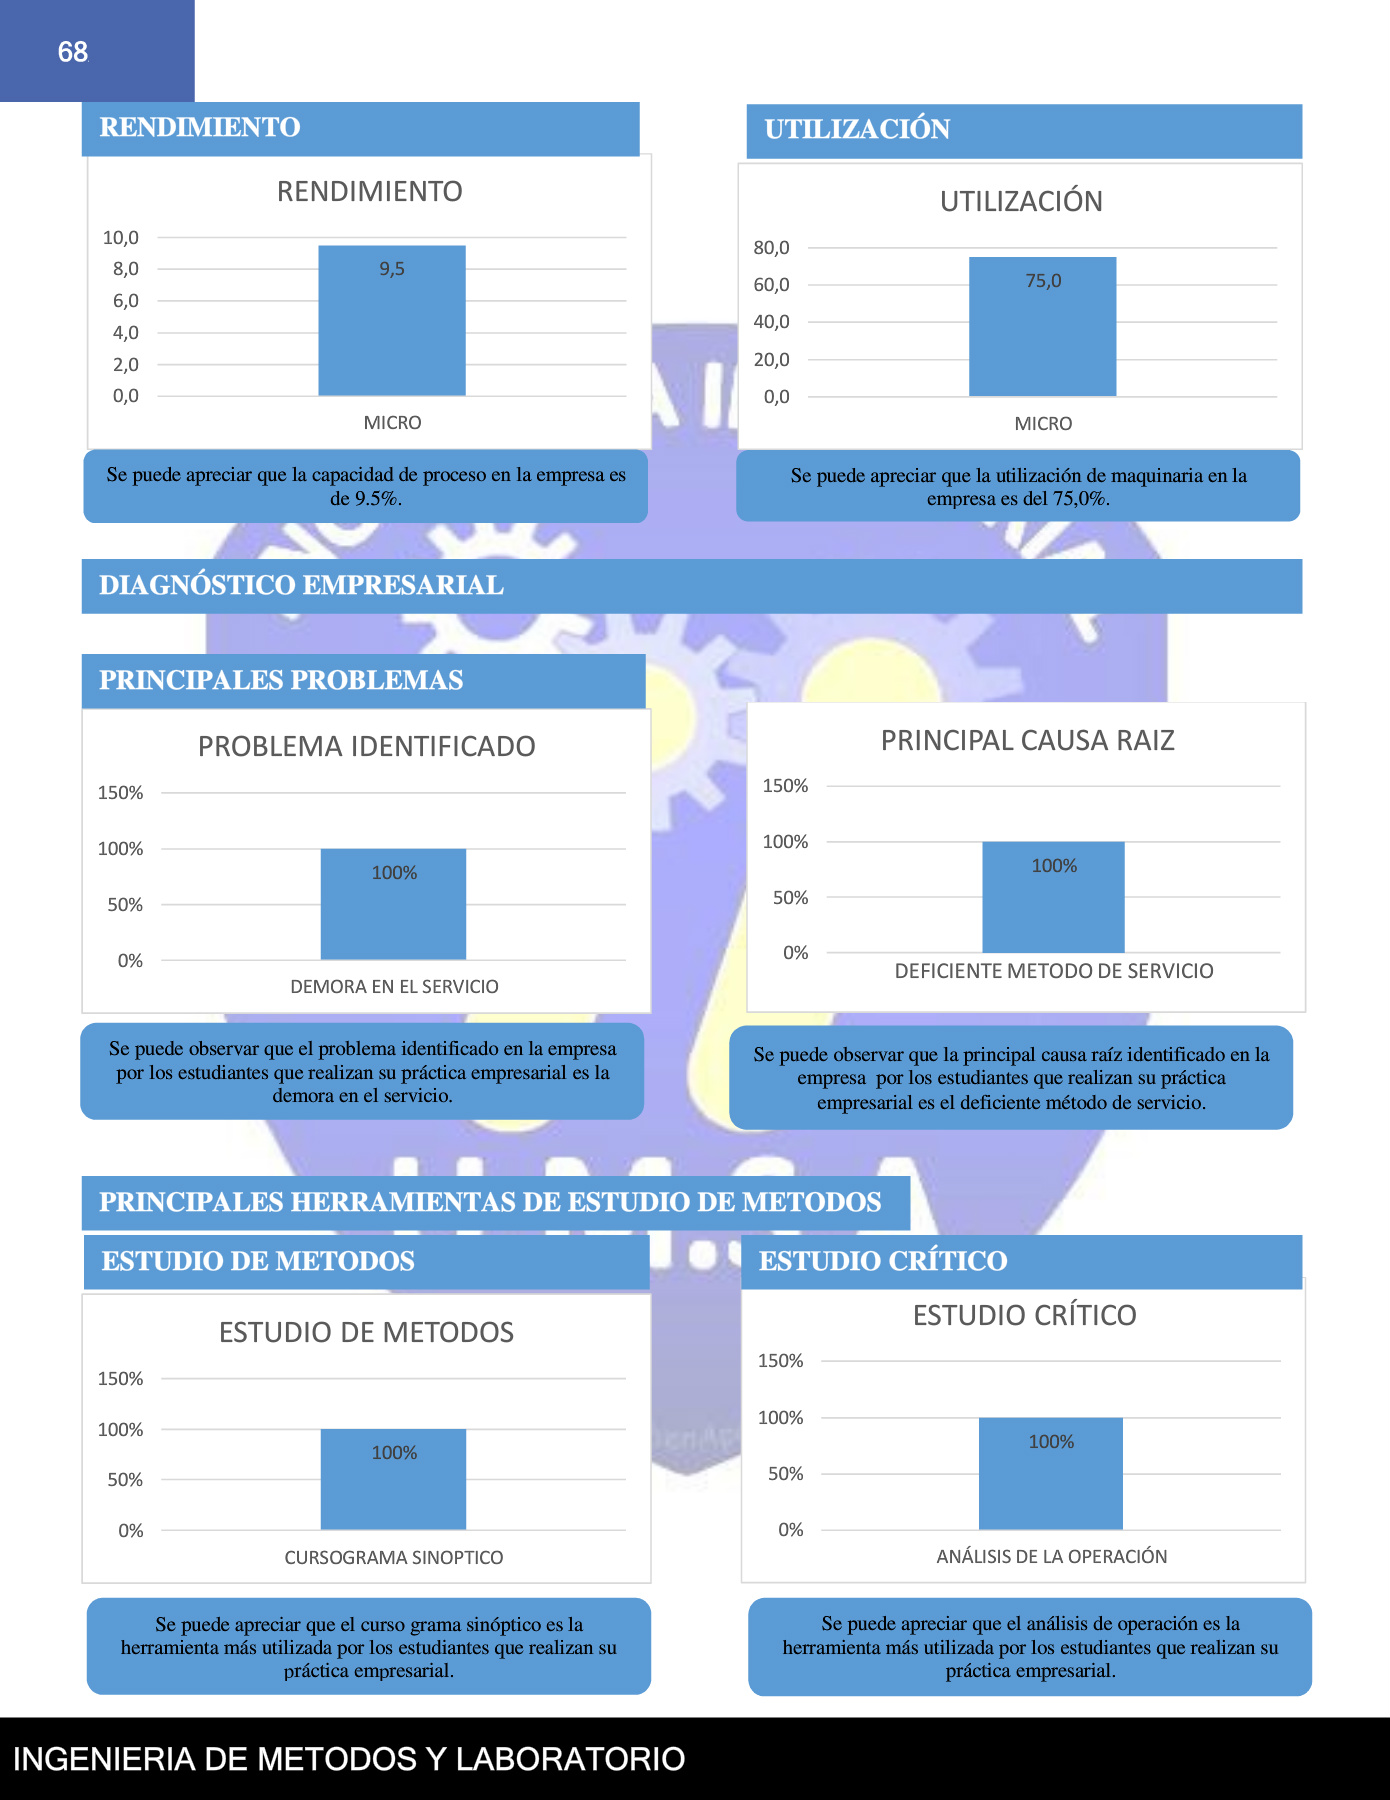 68
RENDIMIENTO
RENDIMIENTO
10,0
8,0
6,0
4,0
2,0
0,0
9,5
MICRO
Se puede apreciar que la capacidad de proceso en la empresa es
de 9.5%.
UTILIZACIÓN
UTILIZACIÓN
80,0
60,0
40,0
20,0
0,0
75,0
MICRO
Se puede apreciar que la utilización de maquinaria en la
empresa es del 75,0%.
DIAGNÓSTICO EMPRESARIAL
PRINCIPALES PROBLEMAS
PROBLEMA IDENTIFICADO
150%
100%
50%
0%
100%
DEMORA EN EL SERVICIO
Se puede observar que el problema identificado en la empresa
por los estudiantes que realizan su práctica empresarial es la
demora en el servicio.
PRINCIPAL CAUSA RAIZ
150%
100%
50%
0%
100%
DEFICIENTE METODO DE SERVICIO
Se puede observar que la principal causa raíz identificado en la
empresa por los estudiantes que realizan su práctica
empresarial es el deficiente método de servicio.
PRINCIPALES HERRAMIENTAS DE ESTUDIO DE METODOS
ESTUDIO DE METODOS
ESTUDIO DE METODOS
150%
100%
50%
0%
100%
CURSOGRAMA SINOPTICO
Se puede apreciar que el curso grama sinóptico es la
herramienta más utilizada por los estudiantes que realizan su
práctica empresarial.
ESTUDIO CRÍTICO
ESTUDIO CRÍTICO
150%
100%
50%
0%
100%
ANÁLISIS DE LA OPERACIÓN
Se puede apreciar que el análisis de operación es la
herramienta más utilizada por los estudiantes que realizan su
práctica empresarial.
INGENIERIA DE METODOS Y LABORATORIO